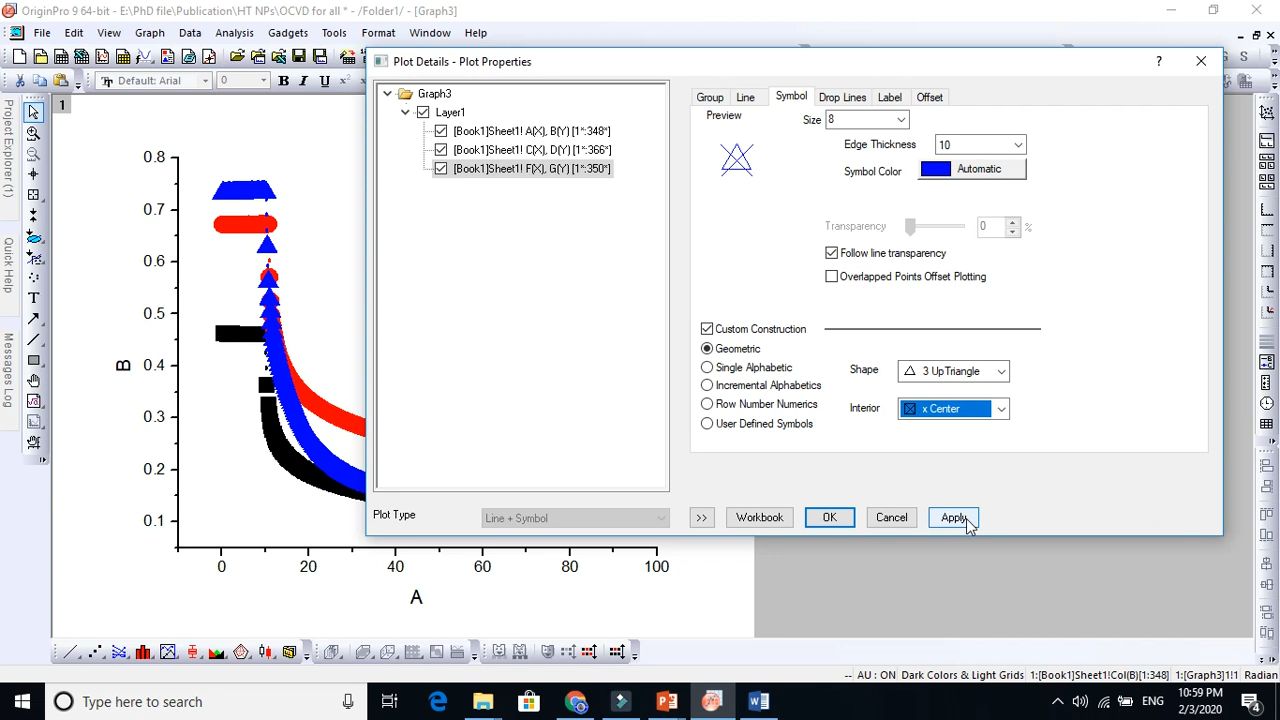 OriginPro 9 64-bit - E:\PhD file\Publication\HT NPs\OCVD for all * - /Folder1/ - [Graph3]
File Edit View Graph Data Analysis Gadgets Tools Format Window Help
Default: Arial 0 B I U
Plot Details - Plot Properties
?
Project Explorer (1)
Quick Help
Messages Log
1
Graph3
Layer1
[Book1]Sheet1! A(X), B(Y) [1*:348*]
[Book1]Sheet1! C(X), D(Y) [1*:366*]
[Book1]Sheet1! F(X), G(Y) [1*:350*]
Group Line Symbol Drop Lines Label Offset
Preview
Size 8
Edge Thickness 10
Symbol Color Automatic
Transparency 0 %
Follow line transparency
Overlapped Points Offset Plotting
Custom Construction
Geometric
Single Alphabetic
Incremental Alphabetics
Row Number Numerics
User Defined Symbols
Shape 3 UpTriangle
Interior x Center
Plot Type Line + Symbol >> Workbook OK Cancel Apply
0.8
0.7
0.6
0.5
0.4
0.3
0.2
0.1
B
0 20 40 60 80 100
A
AU : ON Dark Colors & Light Grids 1:[Book1]Sheet1!Col(B)[1:348] 1:[Graph3]1!1 Radian
Type here to search
ENG
10:59 PM
2/3/2020
4